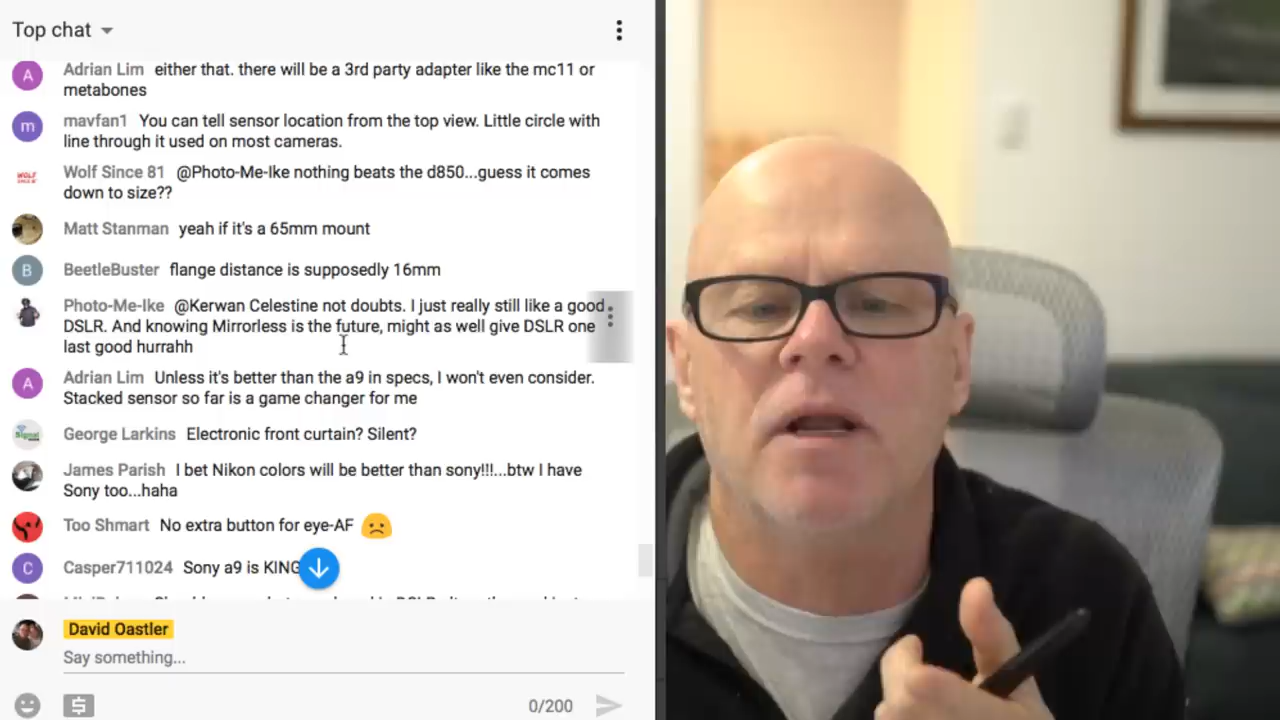 Top chat
A Adrian Lim either that. there will be a 3rd party adapter like the mc11 or
metabones
m mavfan1 You can tell sensor location from the top view. Little circle with
line through it used on most cameras.
WOLF SINCE 81 Wolf Since 81 @Photo-Me-Ike nothing beats the d850...guess it comes
down to size??
Matt Stanman yeah if it's a 65mm mount
B BeetleBuster flange distance is supposedly 16mm
Photo-Me-Ike @Kerwan Celestine not doubts. I just really still like a good
DSLR. And knowing Mirrorless is the future, might as well give DSLR one
last good hurrahh
A Adrian Lim Unless it's better than the a9 in specs, I won't even consider.
Stacked sensor so far is a game changer for me
Signal George Larkins Electronic front curtain? Silent?
James Parish I bet Nikon colors will be better than sony!!!...btw I have
Sony too...haha
Too Shmart No extra button for eye-AF
C Casper711024 Sony a9 is KING
David Oastler
Say something...
0/200